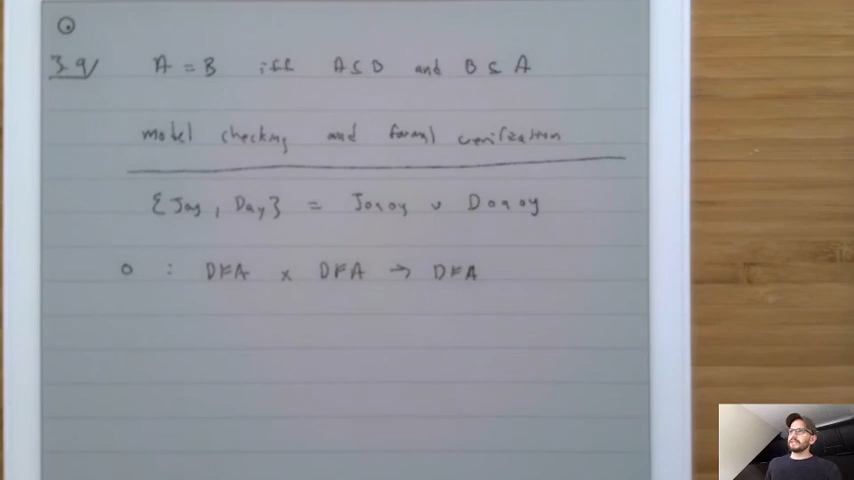 3-9/ A = B iff A ⊆ B and B ⊆ A
model checking and formal verification
{Jay, Day} = J∘a∘y ∪ D∘a∘y
∘ : DFA × DFA → DFA